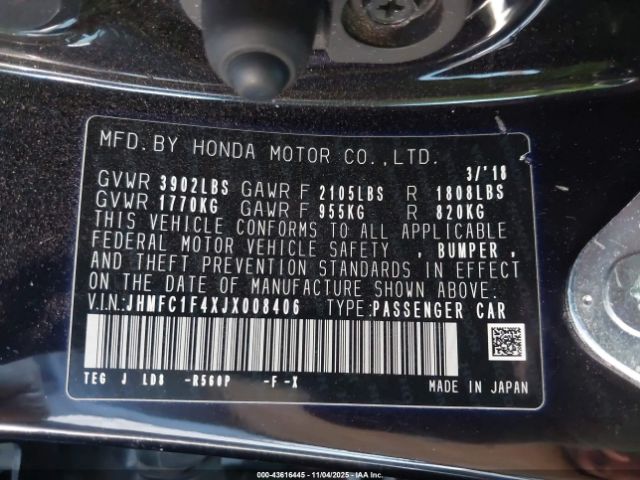 MFD. BY HONDA MOTOR CO.,LTD.
3/'18
GVWR 3902LBS GAWR F 2105LBS R 1808LBS
GVWR 1770KG GAWR F 955KG R 820KG
THIS VEHICLE CONFORMS TO ALL APPLICABLE
FEDERAL MOTOR VEHICLE SAFETY , BUMPER ,
AND THEFT PREVENTION STANDARDS IN EFFECT
ON THE DATE OF MANUFACTURE SHOWN ABOVE.
V.I.N.:JHMFC1F4XJX008406 TYPE:PASSENGER CAR
TEG J LD8 -R560P -F -X
MADE IN JAPAN
000-43616445 - 11/04/2025 - IAA Inc.